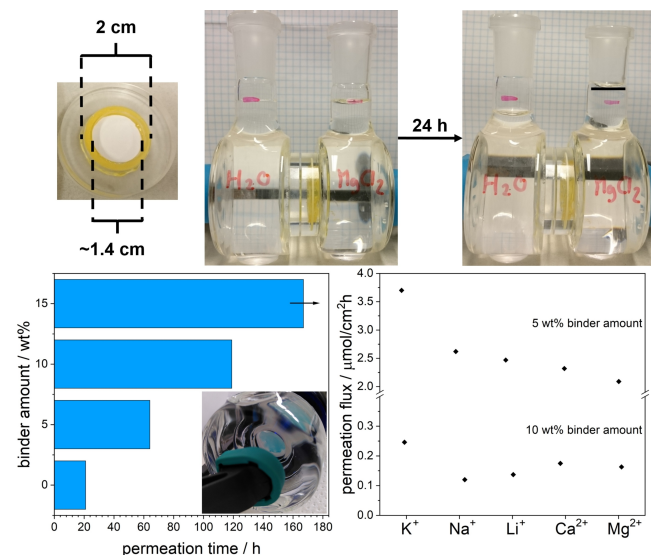 2 cm
~1.4 cm
H2O
MgCl2
24 h
H2O
MgCl2
binder amount / wt%
15
10
5
0
0 20 40 60 80 100 120 140 160 180
permeation time / h
permeation flux / μmol/cm²h
4.0
3.5
3.0
2.5
2.0
0.3
0.2
0.1
0.0
5 wt% binder amount
10 wt% binder amount
K⁺ Na⁺ Li⁺ Ca²⁺ Mg²⁺